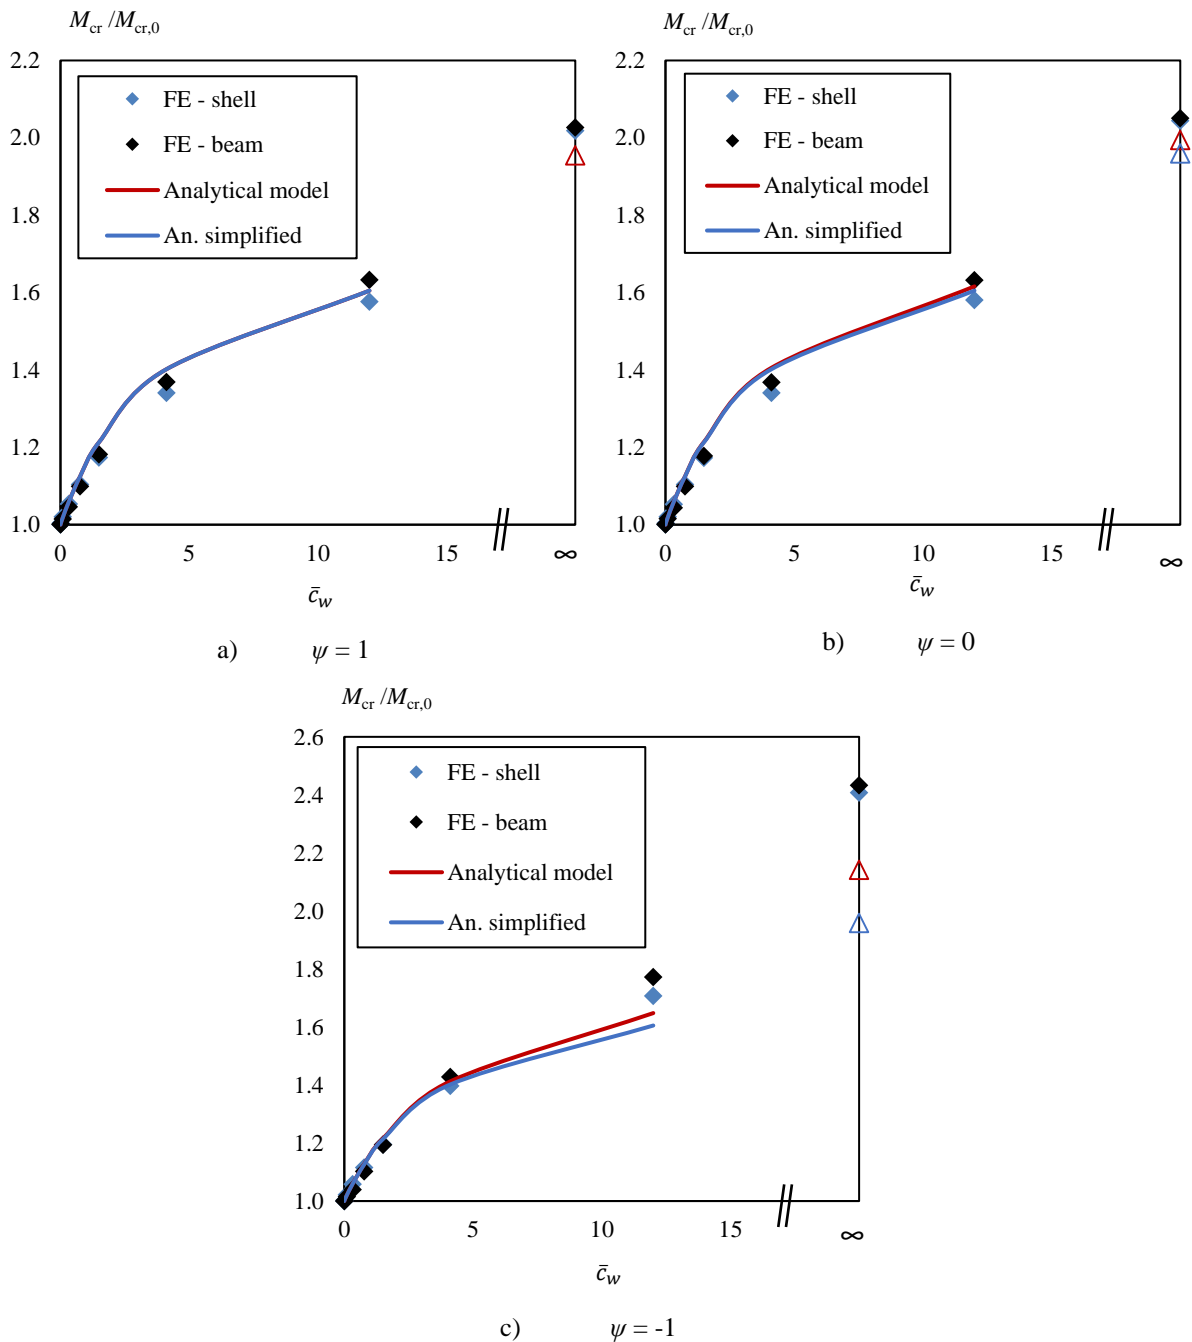 M_cr /M_cr,0
2.2
2.0
1.8
1.6
1.4
1.2
1.0
FE - shell
FE - beam
Analytical model
An. simplified
0 5 10 15 ∞
c̄_w
a) ψ = 1
M_cr /M_cr,0
2.2
2.0
1.8
1.6
1.4
1.2
1.0
FE - shell
FE - beam
Analytical model
An. simplified
0 5 10 15 ∞
c̄_w
b) ψ = 0
M_cr /M_cr,0
2.6
2.4
2.2
2.0
1.8
1.6
1.4
1.2
1.0
FE - shell
FE - beam
Analytical model
An. simplified
0 5 10 15 ∞
c̄_w
c) ψ = -1